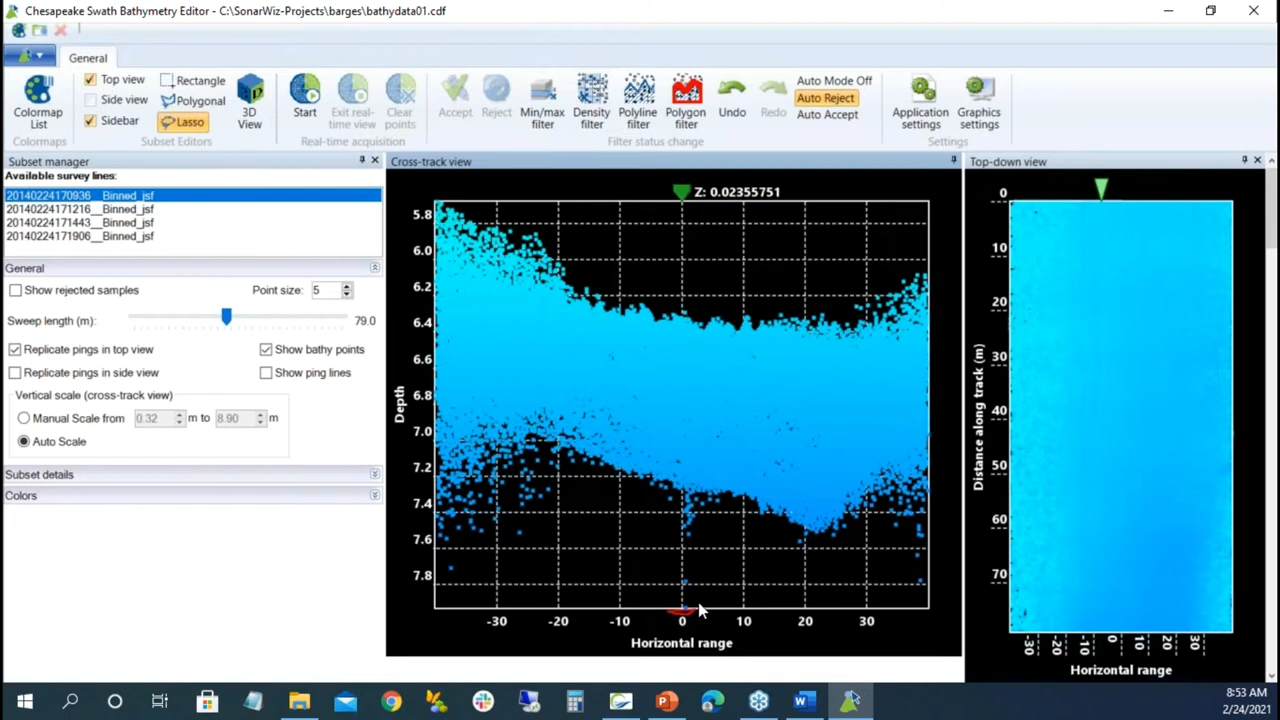 Chesapeake Swath Bathymetry Editor - C:\SonarWiz-Projects\barges\bathydata01.cdf
General
Colormap List
Colormaps
Top view
Side view
Sidebar
Rectangle
Polygonal
Lasso
3D View
Subset Editors
Start
Exit real-time view
Clear points
Real-time acquisition
Accept
Reject
Min/max filter
Density filter
Polyline filter
Polygon filter
Undo
Redo
Auto Mode Off
Auto Reject
Auto Accept
Filter status change
Application settings
Graphics settings
Settings
Subset manager
Available survey lines:
20140224170936__Binned_jsf
20140224171216__Binned_jsf
20140224171443__Binned_jsf
20140224171906__Binned_jsf
General
Show rejected samples
Point size: 5
Sweep length (m): 79.0
Replicate pings in top view
Show bathy points
Replicate pings in side view
Show ping lines
Vertical scale (cross-track view)
Manual Scale from 0.32 m to 8.90 m
Auto Scale
Subset details
Colors
Cross-track view
Z: 0.02355751
5.8
6.0
6.2
6.4
6.6
6.8
7.0
7.2
7.4
7.6
7.8
Depth
-30 -20 -10 0 10 20 30
Horizontal range
Top-down view
0
10
20
30
40
50
60
70
Distance along track (m)
-30 -20 -10 0 10 20 30
Horizontal range
8:53 AM
2/24/2021